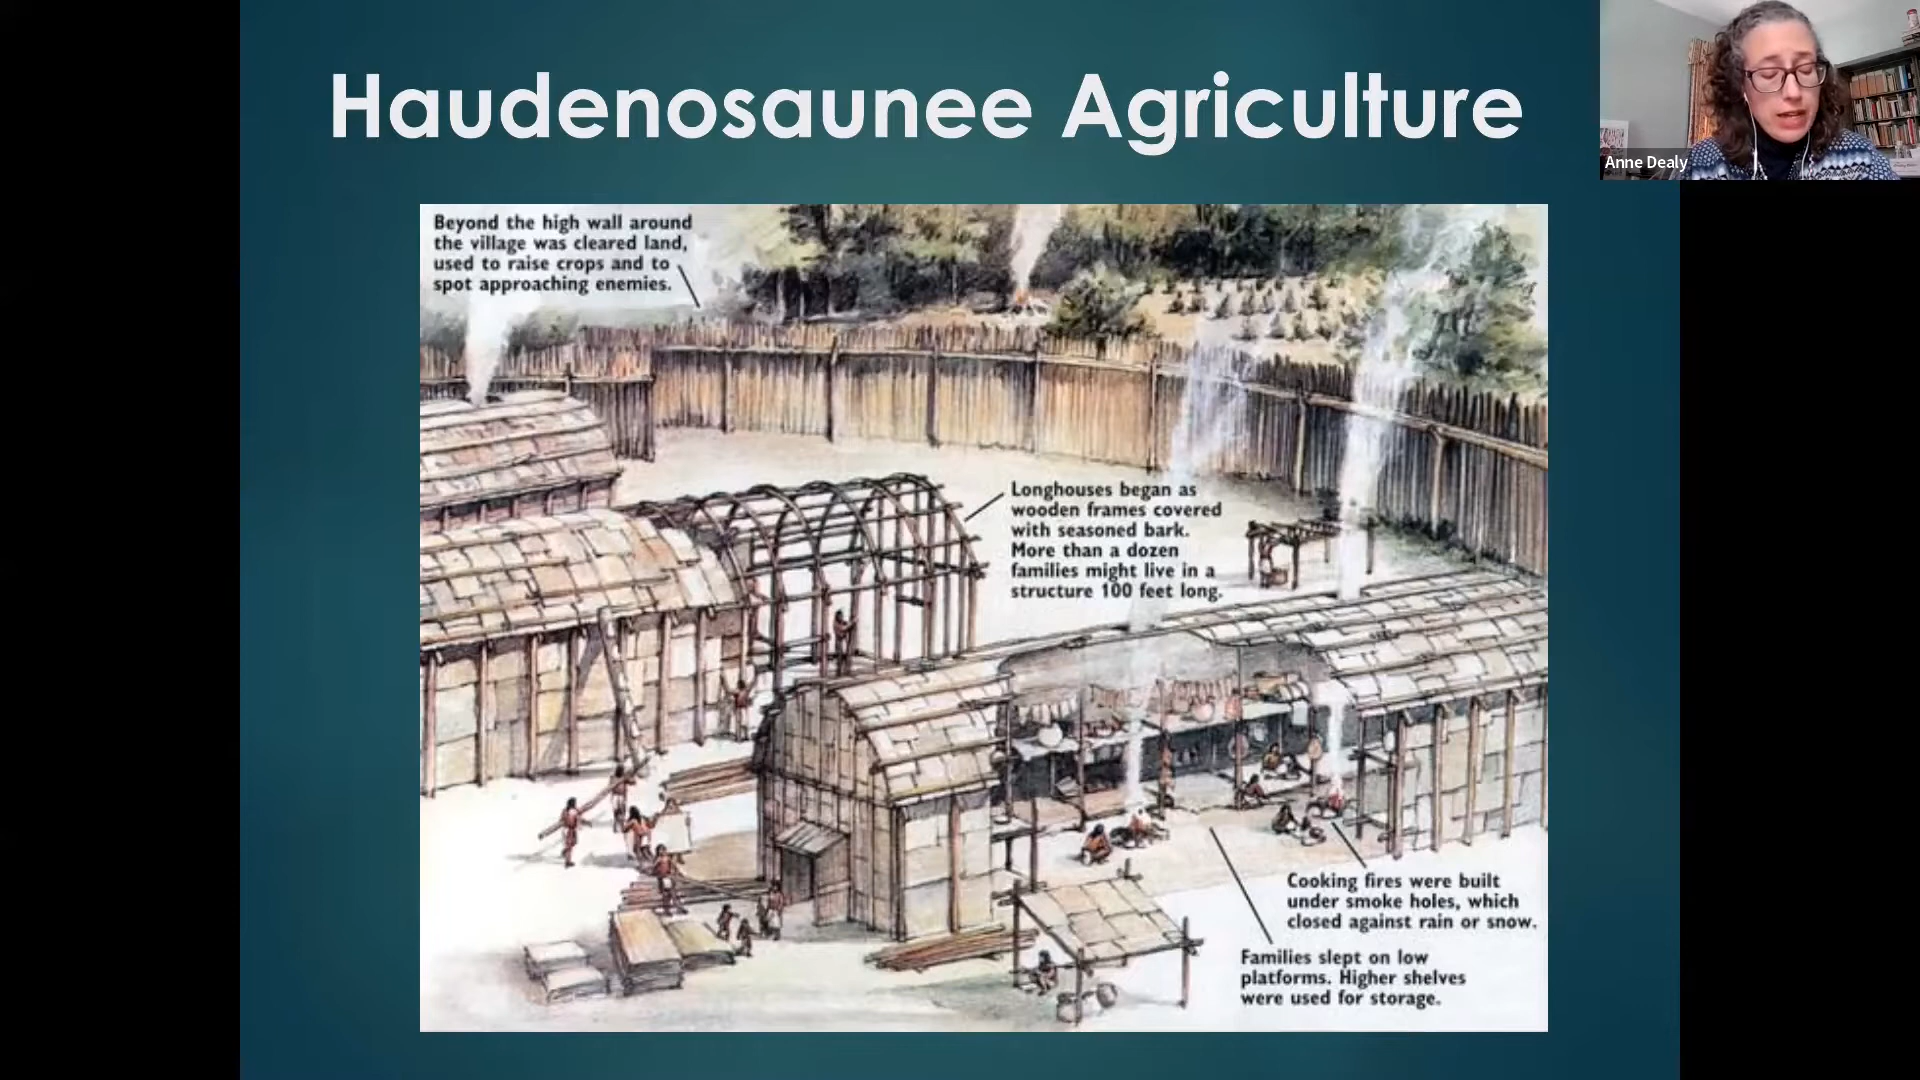 Haudenosaunee Agriculture
Anne Dealy
Beyond the high wall around
the village was cleared land,
used to raise crops and to
spot approaching enemies.
Longhouses began as
wooden frames covered
with seasoned bark.
More than a dozen
families might live in a
structure 100 feet long.
Cooking fires were built
under smoke holes, which
closed against rain or snow.
Families slept on low
platforms. Higher shelves
were used for storage.